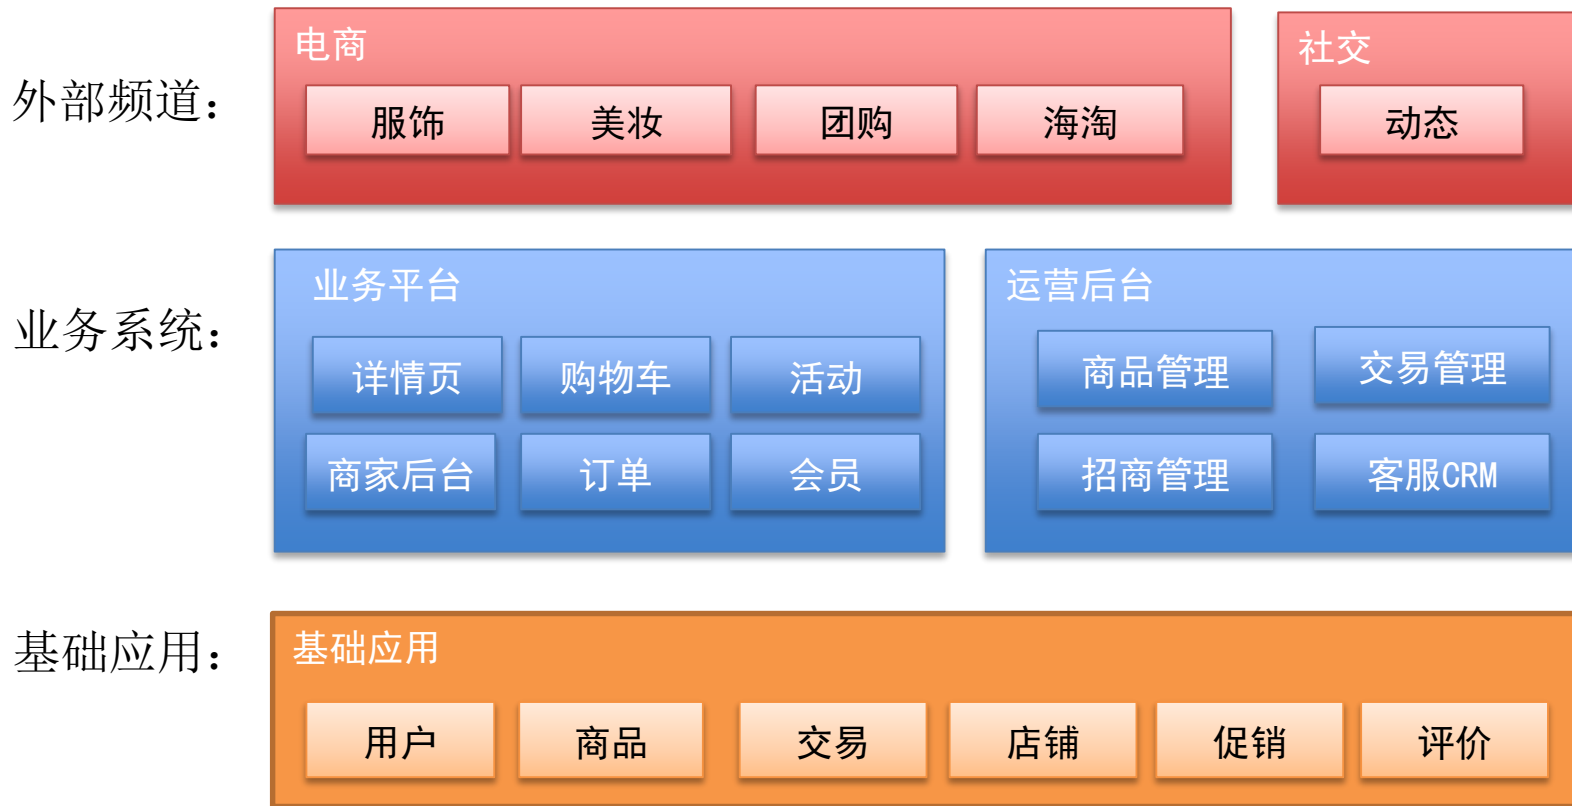 外部频道：
电商
服饰
美妆
团购
海淘
社交
动态
业务系统：
业务平台
详情页
购物车
活动
商家后台
订单
会员
运营后台
商品管理
交易管理
招商管理
客服CRM
基础应用：
基础应用
用户
商品
交易
店铺
促销
评价